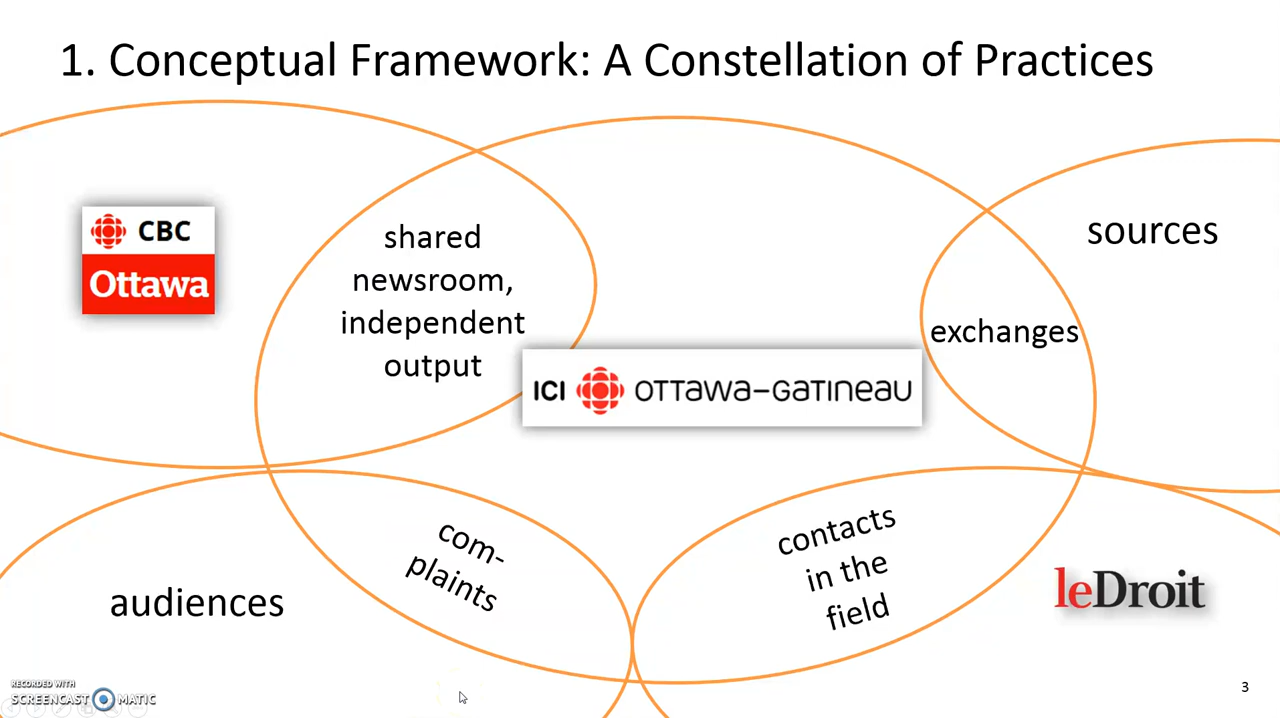 1. Conceptual Framework: A Constellation of Practices
CBC
Ottawa
shared
newsroom,
independent
output
sources
exchanges
ICI OTTAWA-GATINEAU
com-
plaints
contacts
in the
field
audiences
leDroit
RECORDED WITH
SCREENCAST MATIC
3